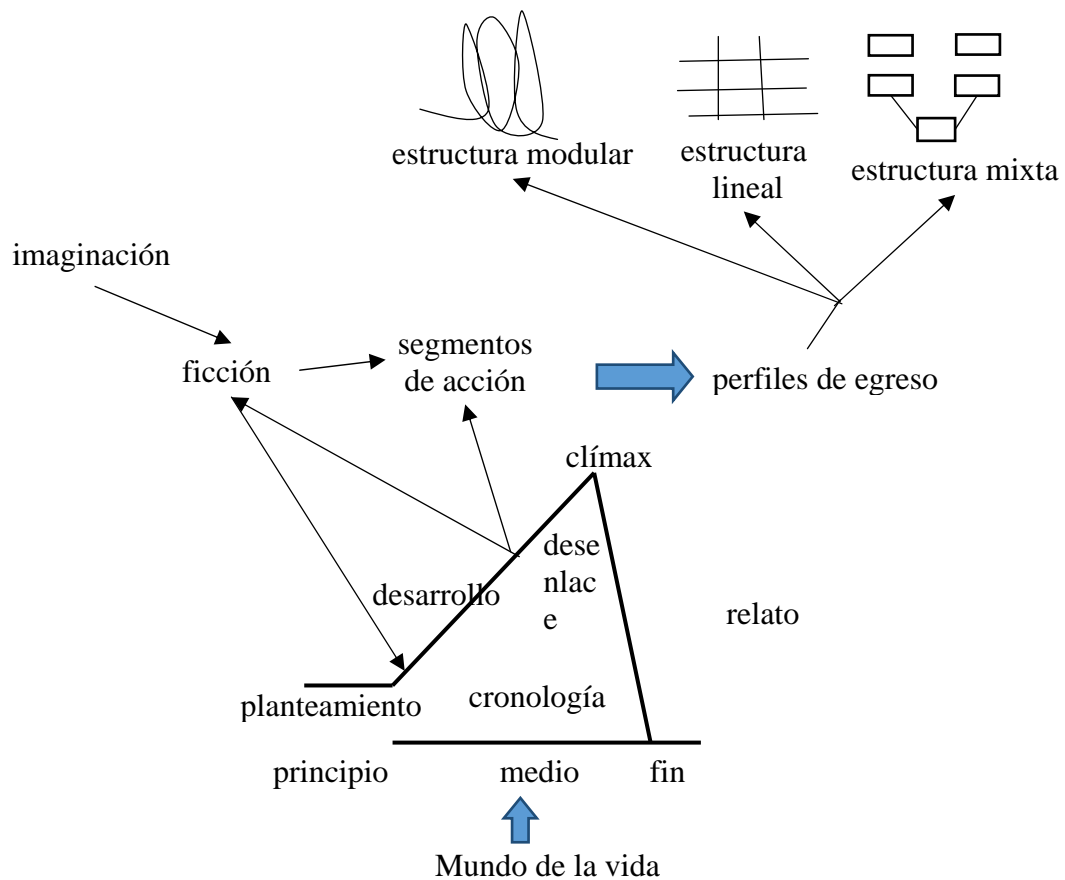 estructura modular
estructura
lineal
estructura mixta
imaginación
ficción
segmentos
de acción
perfiles de egreso
clímax
dese
nlac
e
desarrollo
relato
planteamiento
cronología
principio
medio
fin
Mundo de la vida